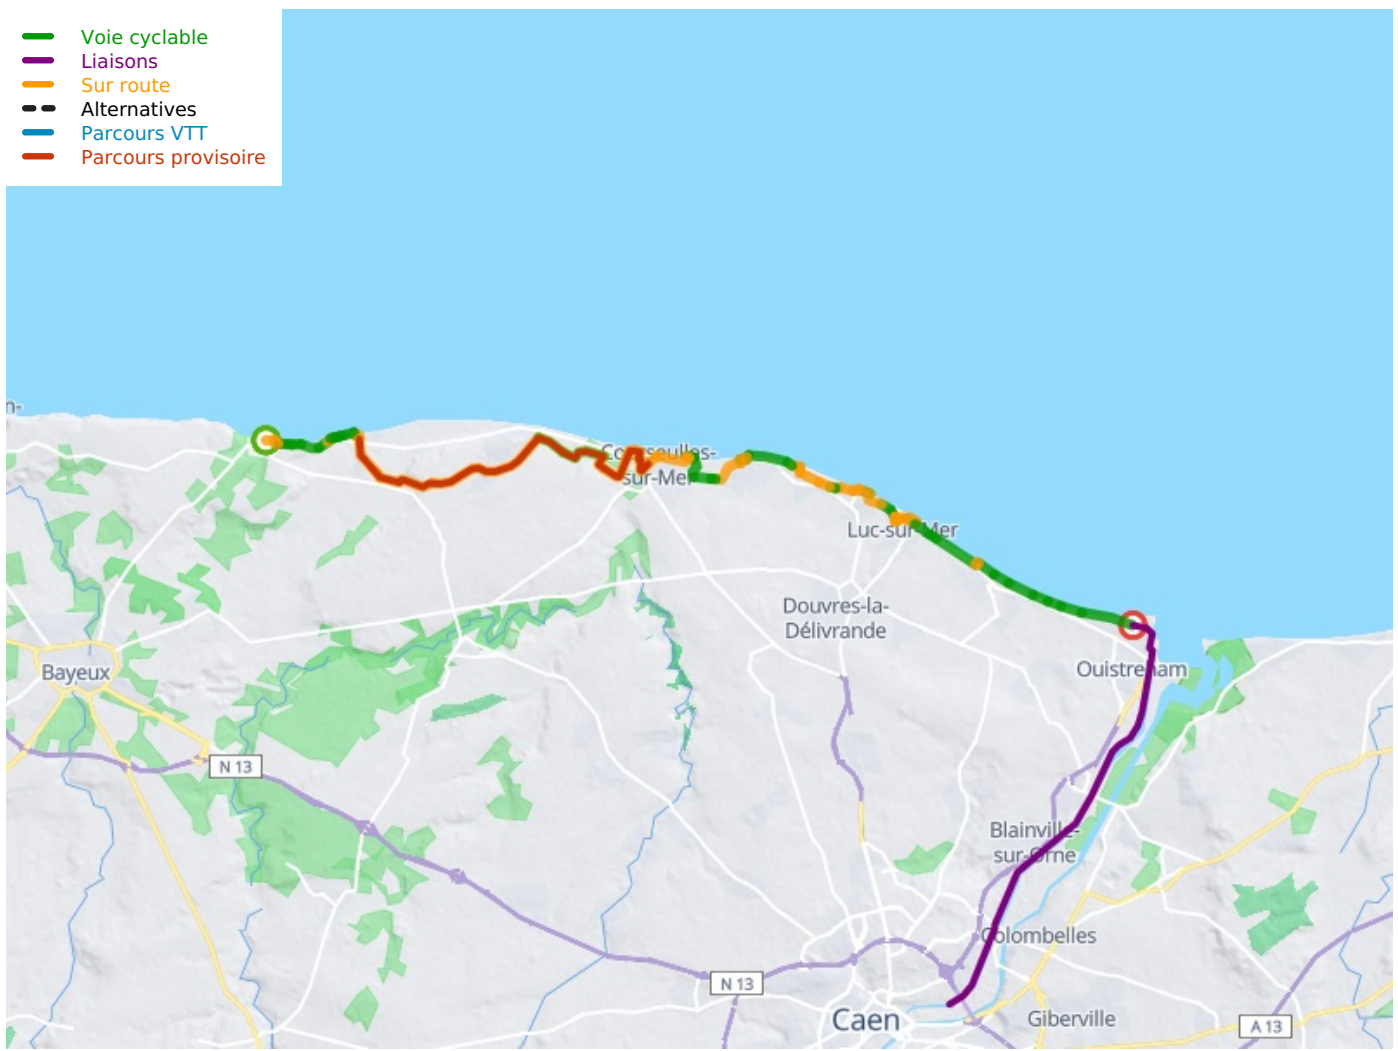 Voie cyclable
Liaisons
Sur route
Alternatives
Parcours VTT
Parcours provisoire
n-
Courseulles-
sur-Mer
Luc-sur-Mer
Douvres-la-
Délivrande
Ouistreham
Bayeux
N 13
Blainville-
sur-Orne
Colombelles
N 13
Caen
Giberville
A 13